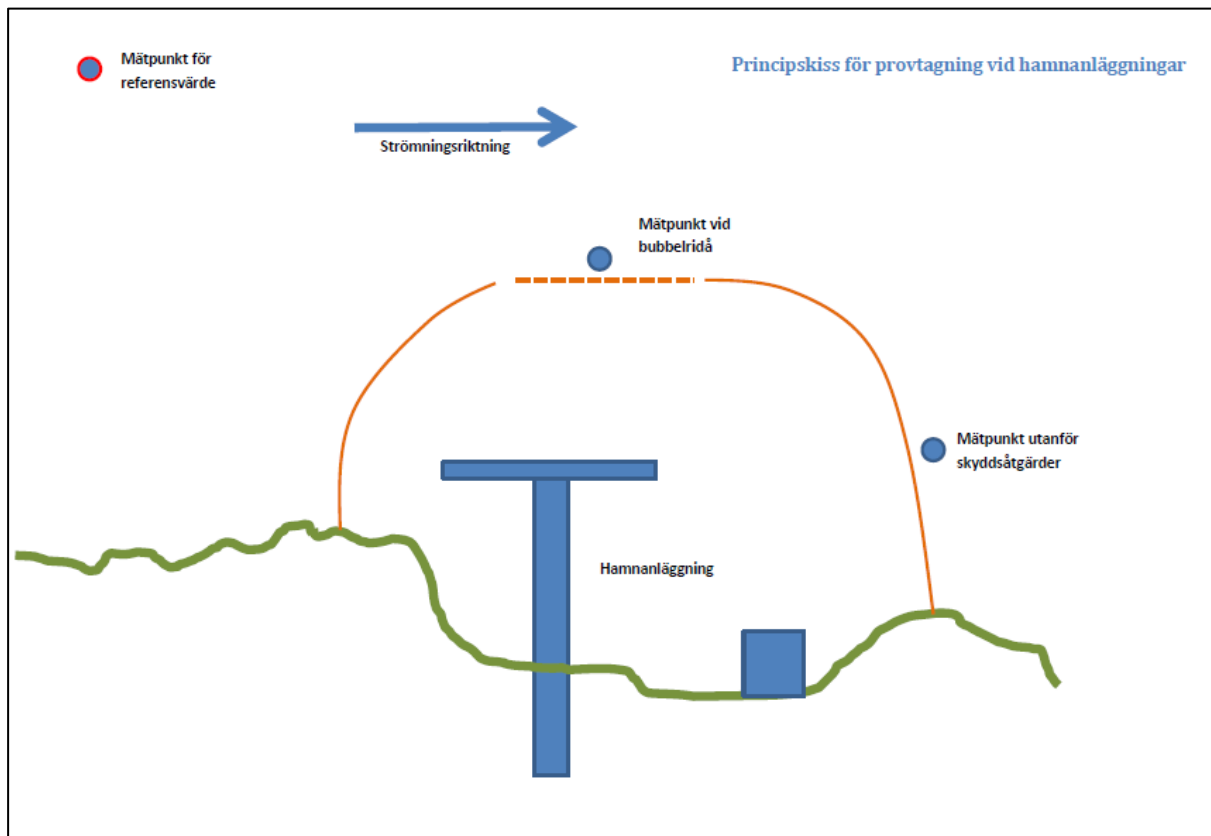 Mätpunkt för
referensvärde
Principskiss för provtagning vid hamnanläggningar
Strömningsriktning
Mätpunkt vid
bubbelridå
Mätpunkt utanför
skyddsåtgärder
Hamnanläggning